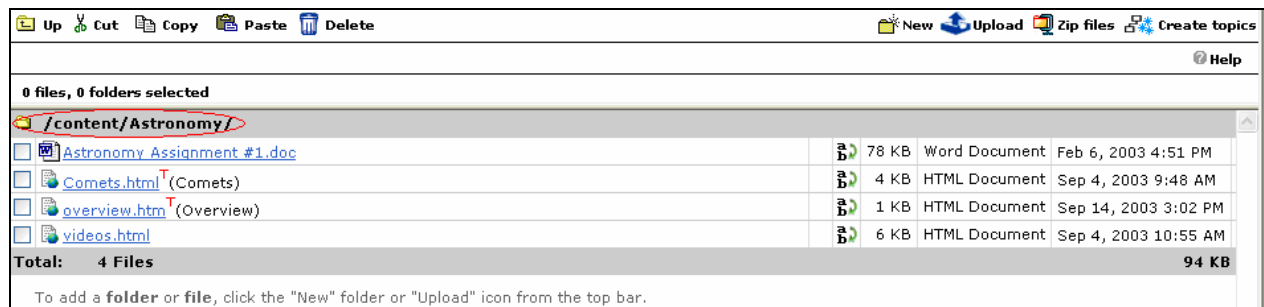 Up Cut Copy Paste Delete New Upload Zip files Create topics
Help
0 files, 0 folders selected
/content/Astronomy/
Astronomy Assignment #1.doc 78 KB Word Document Feb 6, 2003 4:51 PM
Comets.html T (Comets) 4 KB HTML Document Sep 4, 2003 9:48 AM
overview.htm T (Overview) 1 KB HTML Document Sep 14, 2003 3:02 PM
videos.html 6 KB HTML Document Sep 4, 2003 10:55 AM
Total: 4 Files 94 KB
To add a folder or file, click the "New" folder or "Upload" icon from the top bar.